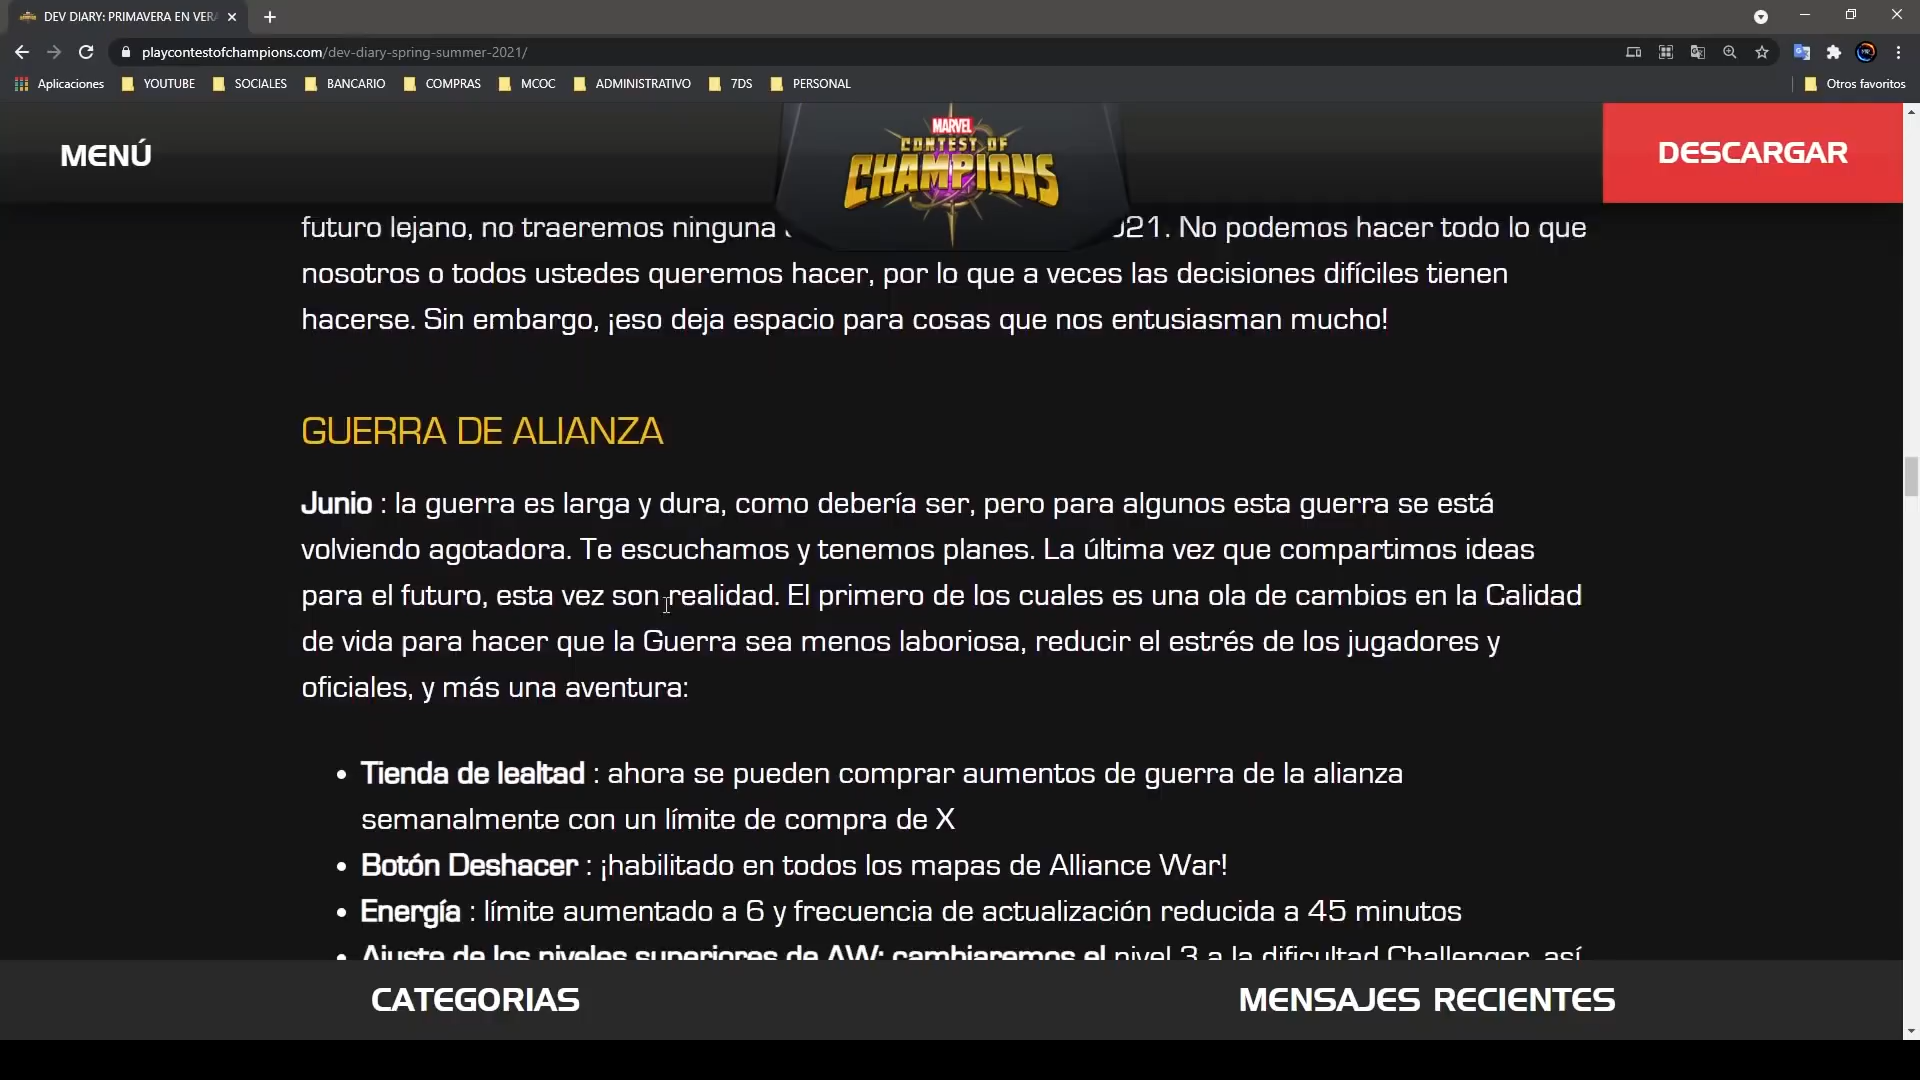 DEV DIARY: PRIMAVERA EN VER
playcontestofchampions.com/dev-diary-spring-summer-2021/
Aplicaciones YOUTUBE SOCIALES BANCARIO COMPRAS MCOC ADMINISTRATIVO 7DS PERSONAL Otros favoritos
MENÚ
MARVEL
CONTEST OF
CHAMPIONS
DESCARGAR
futuro lejano, no traeremos ninguna 021. No podemos hacer todo lo que
nosotros o todos ustedes queremos hacer, por lo que a veces las decisiones difíciles tienen
hacerse. Sin embargo, ¡eso deja espacio para cosas que nos entusiasman mucho!
GUERRA DE ALIANZA
Junio : la guerra es larga y dura, como debería ser, pero para algunos esta guerra se está
volviendo agotadora. Te escuchamos y tenemos planes. La última vez que compartimos ideas
para el futuro, esta vez son realidad. El primero de los cuales es una ola de cambios en la Calidad
de vida para hacer que la Guerra sea menos laboriosa, reducir el estrés de los jugadores y
oficiales, y más una aventura:
• Tienda de lealtad : ahora se pueden comprar aumentos de guerra de la alianza
semanalmente con un límite de compra de X
• Botón Deshacer : ¡habilitado en todos los mapas de Alliance War!
• Energía : límite aumentado a 6 y frecuencia de actualización reducida a 45 minutos
• Ajuste de los niveles superiores de AW: cambiaremos el nivel 3 a la dificultad Challenger, así
CATEGORIAS
MENSAJES RECIENTES